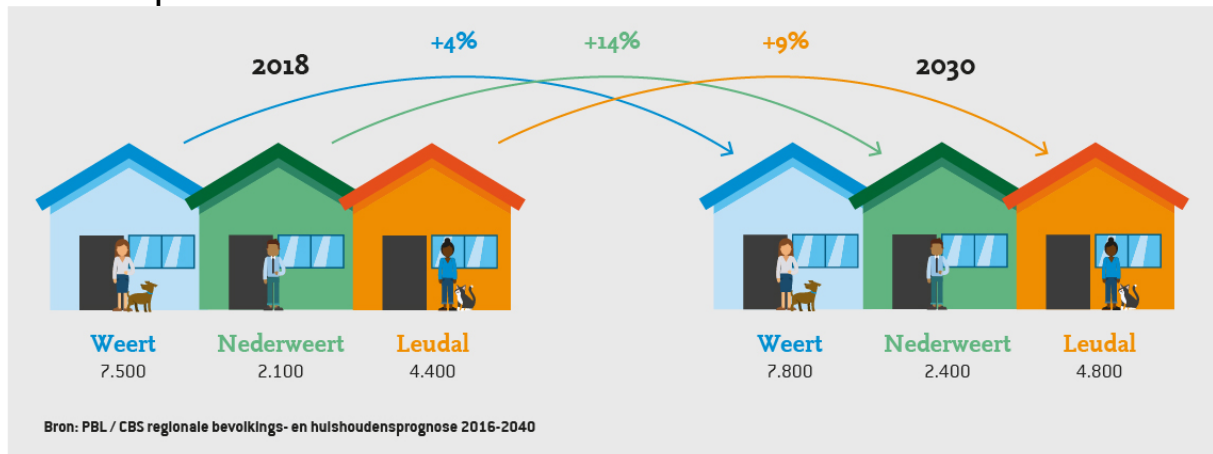 +4% +14% +9%
2018 2030
Weert Nederweert Leudal Weert Nederweert Leudal
7.500 2.100 4.400 7.800 2.400 4.800
Bron: PBL / CBS regionale bevolkings- en huishoudensprognose 2016-2040